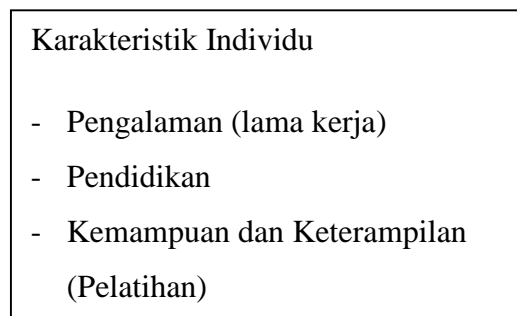 Karakteristik Individu
- Pengalaman (lama kerja)
- Pendidikan
- Kemampuan dan Keterampilan
(Pelatihan)